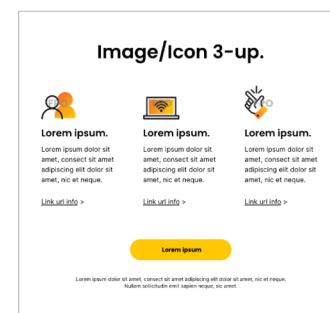 Image/Icon 3-up.
FPO
FPO
FPO
Lorem ipsum.
Lorem ipsum dolor sit
amet, consect sit amet
adipiscing elit dolor sit
amet, nic et neque.
Link url info >
Lorem ipsum.
Lorem ipsum dolor sit
amet, consect sit amet
adipiscing elit dolor sit
amet, nic et neque.
Link url info >
Lorem ipsum.
Lorem ipsum dolor sit
amet, consect sit amet
adipiscing elit dolor sit
amet, nic et neque.
Link url info >
Lorem ipsum
Lorem ipsum dolor sit amet, consect sit amet adipiscing elit dolor sit amet, nic et neque.
Nullam sollicitudin erat sapien neque, sic amet.